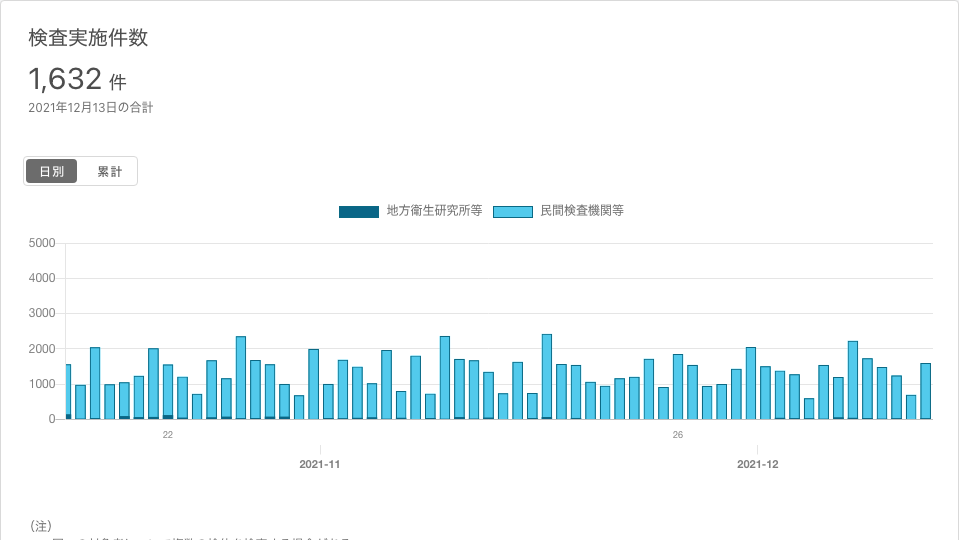 検査実施件数
1,632 件
2021年12月13日の合計
日別 累計
地方衛生研究所等 民間検査機関等
5000
4000
3000
2000
1000
0
22 26
2021-11 2021-12
（注）